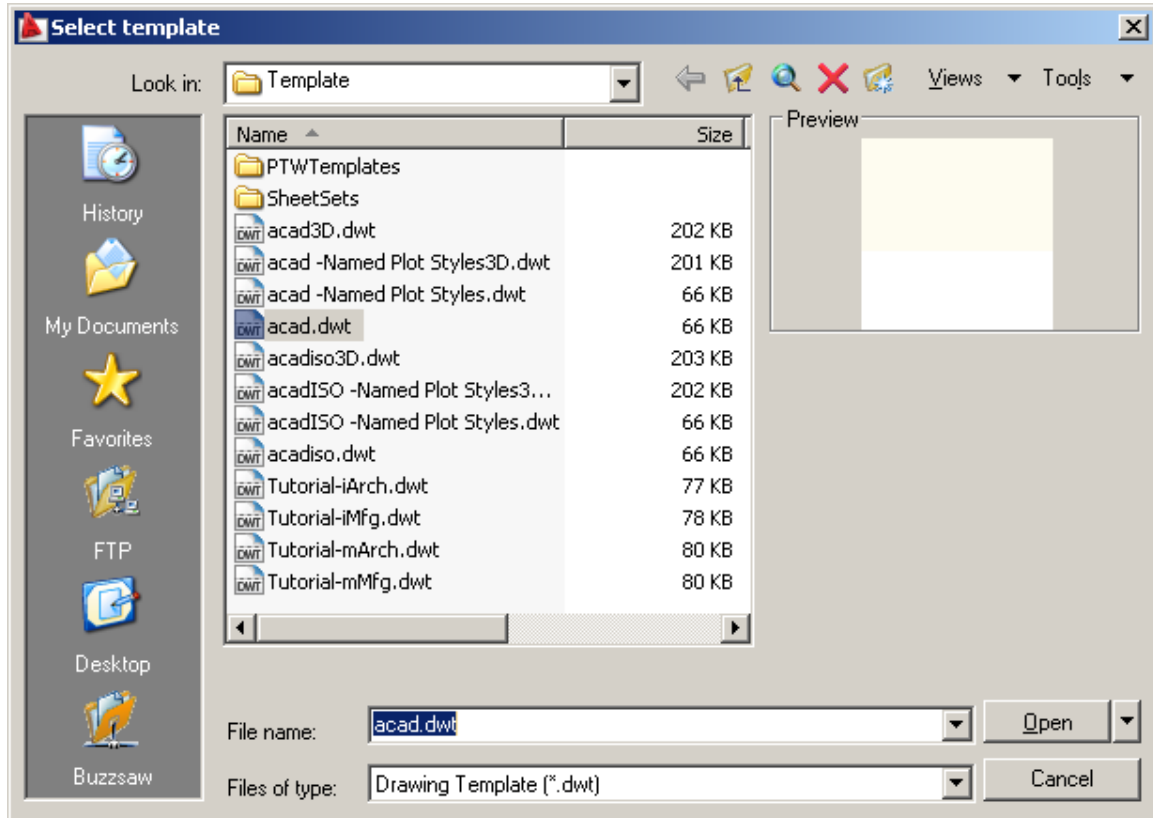 Select template
Look in: Template Views Tools
Name Size Preview
PTWTemplates
SheetSets
acad3D.dwt 202 KB
acad -Named Plot Styles3D.dwt 201 KB
acad -Named Plot Styles.dwt 66 KB
acad.dwt 66 KB
acadiso3D.dwt 203 KB
acadISO -Named Plot Styles3... 202 KB
acadISO -Named Plot Styles.dwt 66 KB
acadiso.dwt 66 KB
Tutorial-iArch.dwt 77 KB
Tutorial-iMfg.dwt 78 KB
Tutorial-mArch.dwt 80 KB
Tutorial-mMfg.dwt 80 KB
History
My Documents
Favorites
FTP
Desktop
Buzzsaw
File name: acad.dwt Open
Files of type: Drawing Template (*.dwt) Cancel